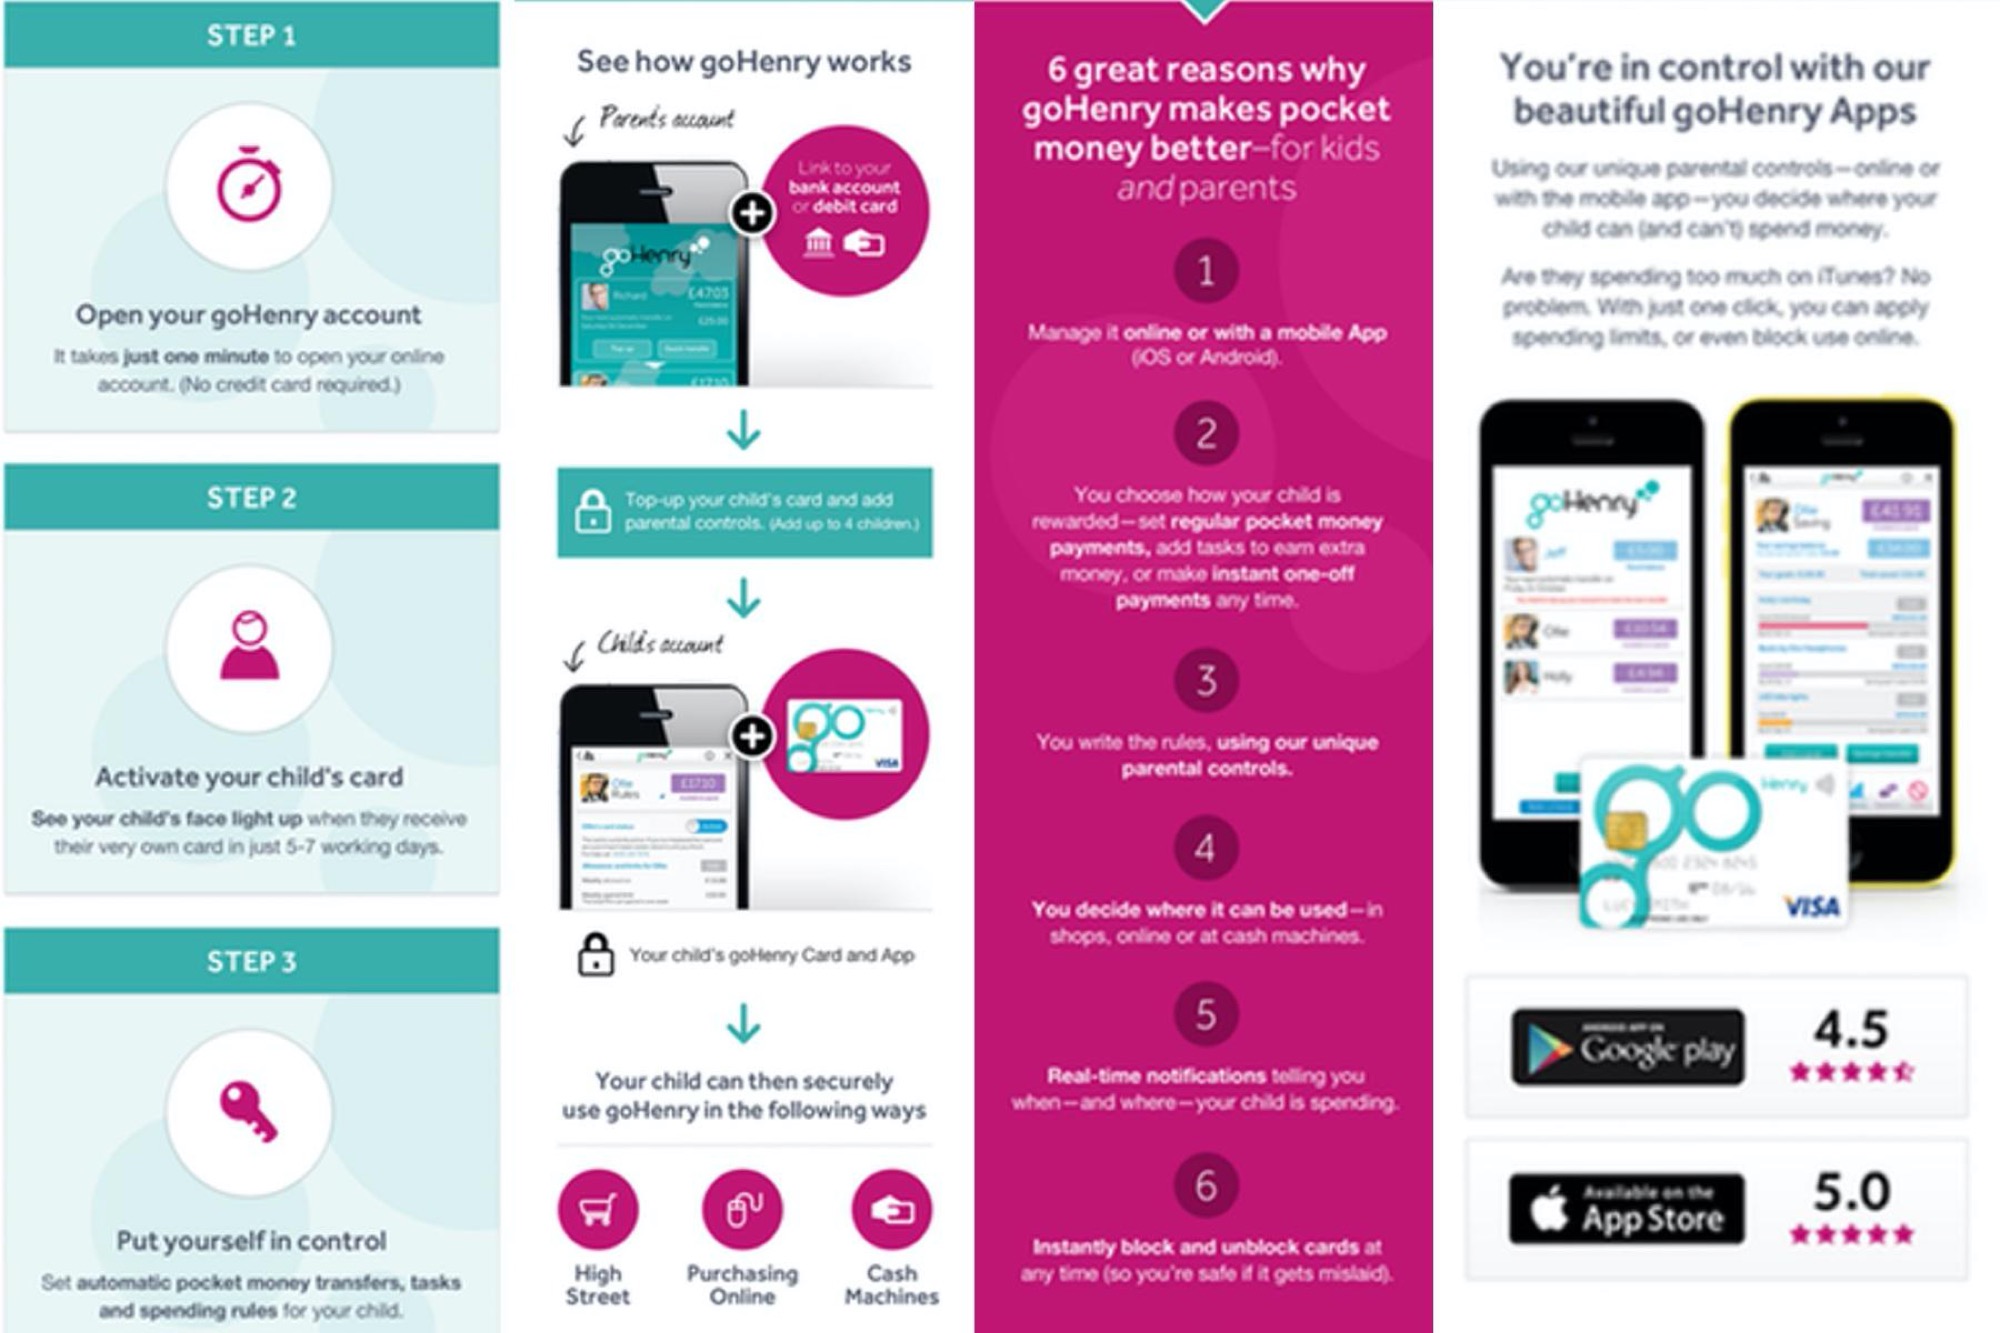 STEP 1
Open your goHenry account
It takes just one minute to open your online
account. (No credit card required.)
STEP 2
Activate your child's card
See your child's face light up when they receive
their very own card in just 5-7 working days.
STEP 3
Put yourself in control
Set automatic pocket money transfers, tasks
and spending rules for your child.
See how goHenry works
Parent's account
Link to your
bank account
or debit card
goHenry
Richard
£4703
Top-up your child's card and add
parental controls. (Add up to 4 children.)
Child's account
Ollie
Rules
VISA
Your child's goHenry Card and App
Your child can then securely
use goHenry in the following ways
High
Street
Purchasing
Online
Cash
Machines
6 great reasons why
goHenry makes pocket
money better—for kids
and parents
1
Manage it online or with a mobile App
(iOS or Android).
2
You choose how your child is
rewarded—set regular pocket money
payments, add tasks to earn extra
money, or make instant one-off
payments any time.
3
You write the rules, using our unique
parental controls.
4
You decide where it can be used—in
shops, online or at cash machines.
5
Real-time notifications telling you
when—and where—your child is spending.
6
Instantly block and unblock cards at
any time (so you're safe if it gets mislaid).
You're in control with our
beautiful goHenry Apps
Using our unique parental controls—online or
with the mobile app—you decide where your
child can (and can't) spend money.
Are they spending too much on iTunes? No
problem. With just one click, you can apply
spending limits, or even block use online.
goHenry
Jeff
Ollie
Holly
Ollie
Saving
go Henry
VISA
ANDROID APP ON
Google play
4.5
Available on the
App Store
5.0